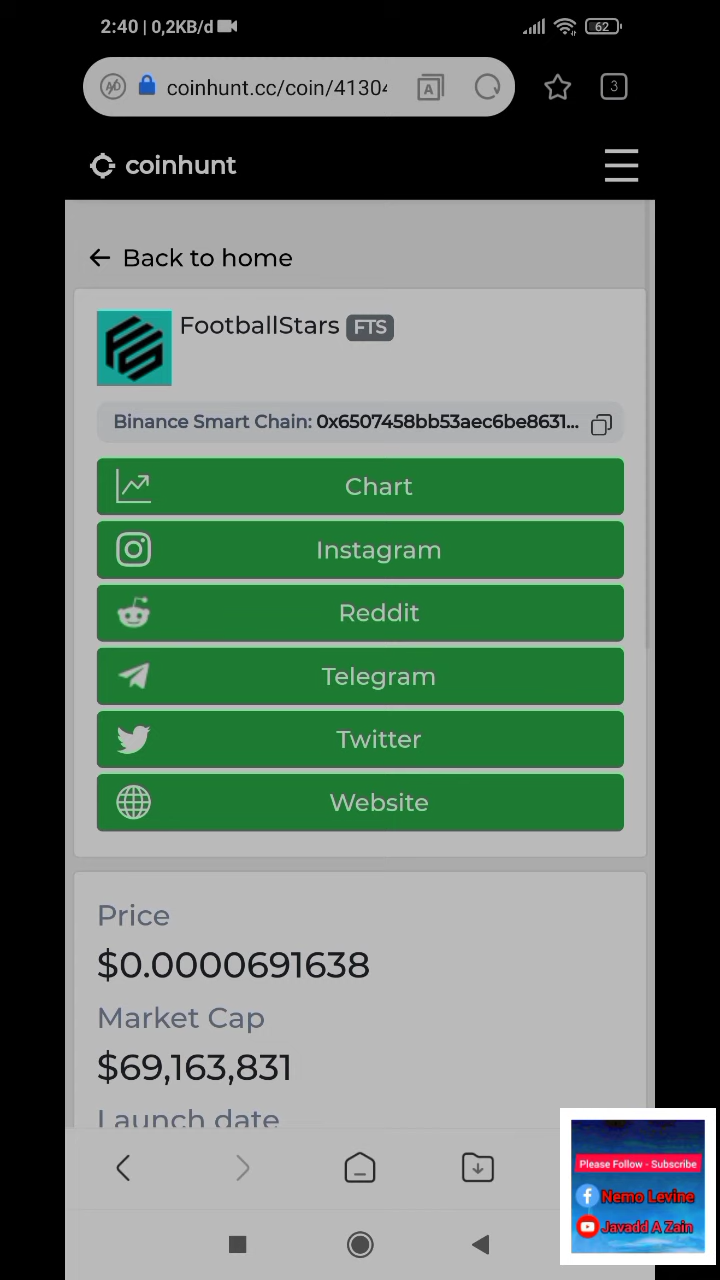 2:40 | 0,2KB/d
62
coinhunt.cc/coin/4130
A
3
coinhunt
Back to home
FootballStars FTS
Binance Smart Chain: 0x6507458bb53aec6be8631...
Chart
Instagram
Reddit
Telegram
Twitter
Website
Price
$0.0000691638
Market Cap
$69,163,831
Launch date
Please Follow - Subscribe
Nemo Levine
Javadd A Zain